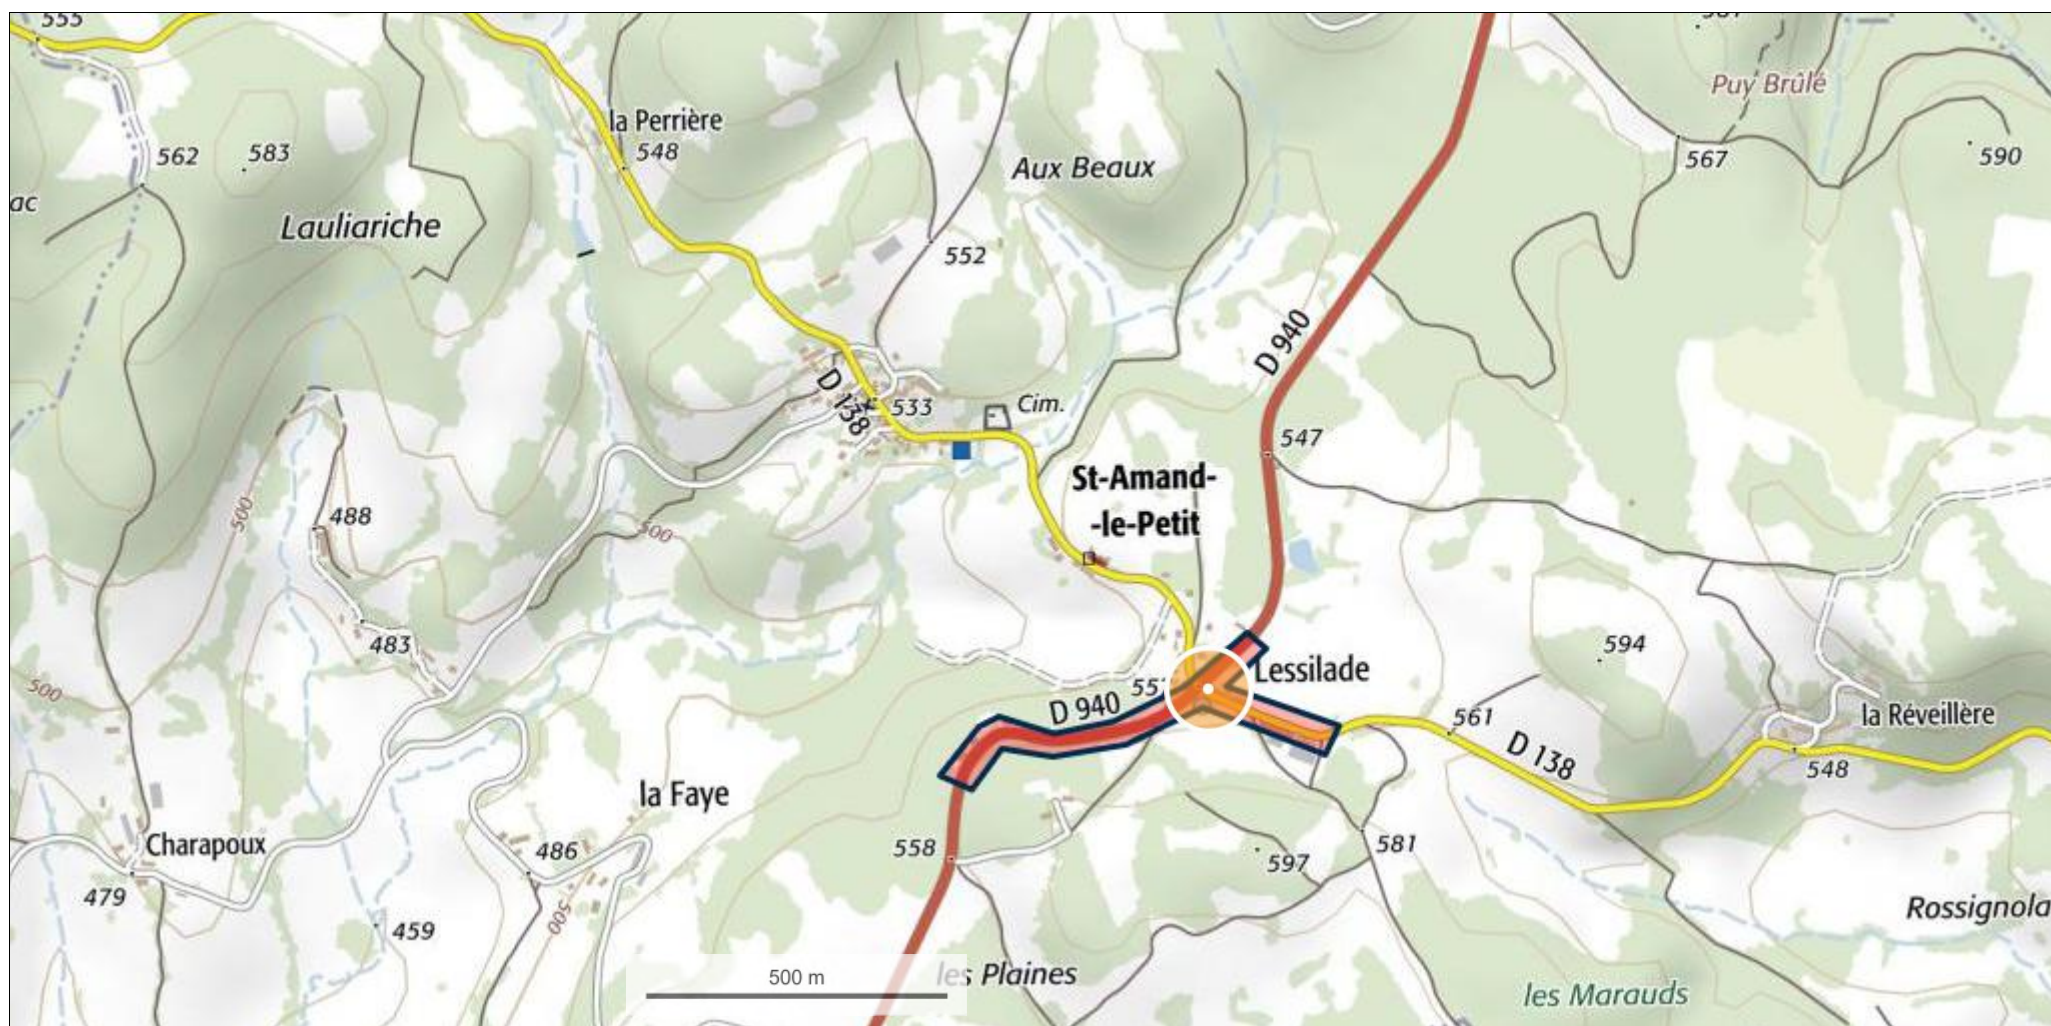 555
Puy Brûlé
la Perrière
548
562
583
Aux Beaux
567
590
ac
Lauliariche
552
D 940
D 138
533
Cim.
547
St-Amand-
-le-Petit
500
488
500
483
594
500
Lessilade
D 940
561
D 138
la Réveillère
548
la Faye
Charapoux
486
558
597
581
479
500
459
Rossignola
500 m
les Plaines
les Marauds